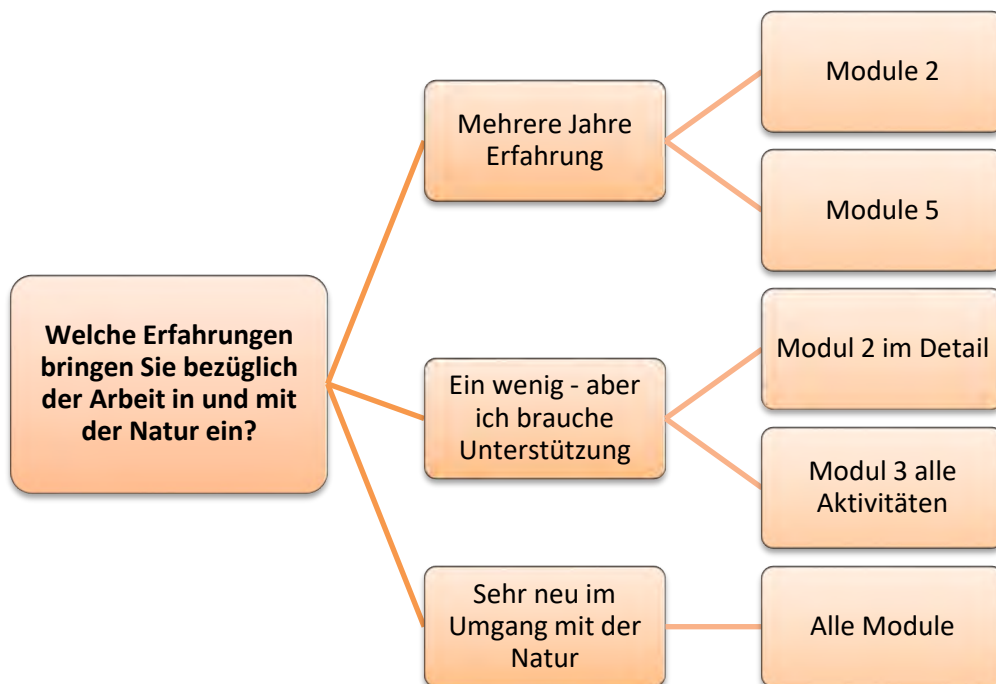 Welche Erfahrungen
bringen Sie bezüglich
der Arbeit in und mit
der Natur ein?
Mehrere Jahre
Erfahrung
Module 2
Module 5
Ein wenig - aber
ich brauche
Unterstützung
Modul 2 im Detail
Modul 3 alle
Aktivitäten
Sehr neu im
Umgang mit der
Natur
Alle Module